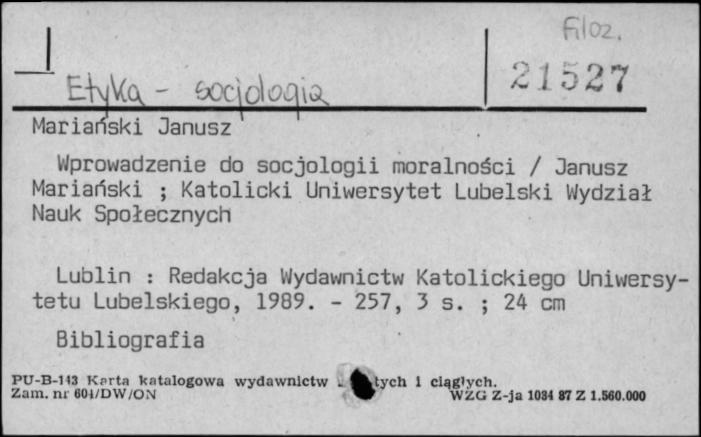 Filoz.
21527
Etyka - socjologia
Mariański Janusz
Wprowadzenie do socjologii moralności / Janusz
Mariański ; Katolicki Uniwersytet Lubelski Wydział
Nauk Społecznych
Lublin : Redakcja Wydawnictw Katolickiego Uniwersy-
tetu Lubelskiego, 1989. - 257, 3 s. ; 24 cm
Bibliografia
PU-B-143 Karta katalogowa wydawnictw tych i ciągłych.
Zam. nr 604/DW/ON WZG Z-ja 1034 87 Z 1.560.000